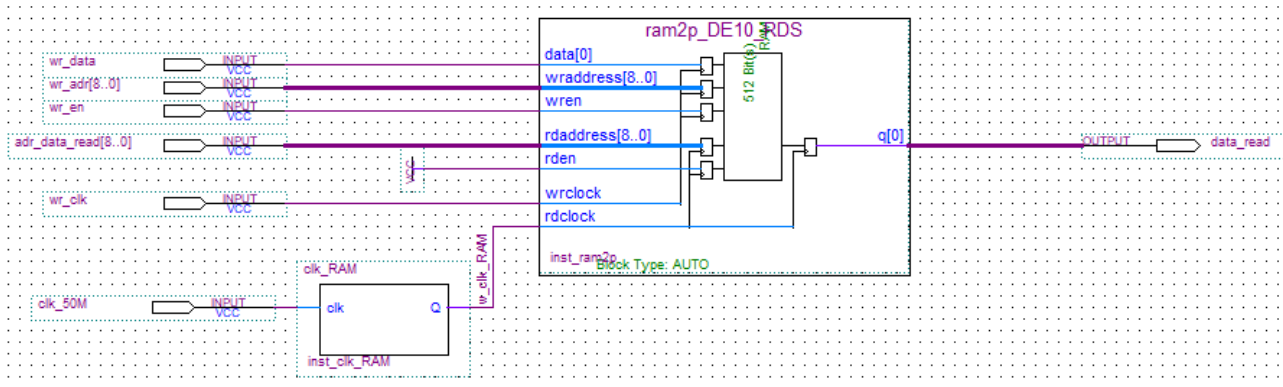 ram2p_DE10_RDS
wr_data INPUT VCC data[0]
wr_adr[8..0] INPUT VCC wraddress[8..0]
wr_en INPUT VCC wren
512 Bit(s) RAM
adr_data_read[8..0] INPUT VCC rdaddress[8..0] q[0] OUTPUT data_read
VCC rden
wr_clk INPUT VCC wrclock
rdclock
w_clk_RAM
inst_ram2p Block Type: AUTO
clk_RAM
clk_50M INPUT VCC clk Q
inst_clk_RAM